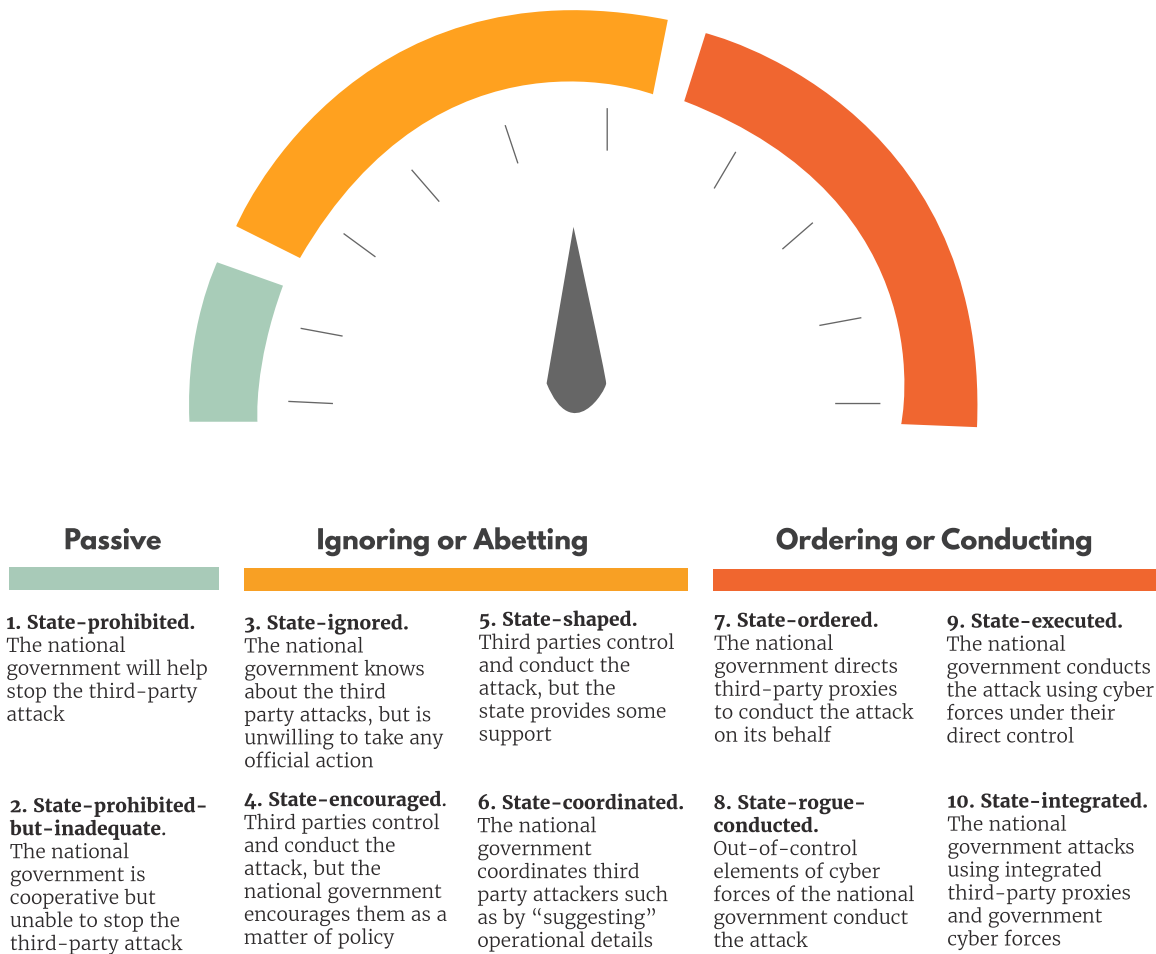 Passive
1. State-prohibited.
The national
government will help
stop the third-party
attack
2. State-prohibited-
but-inadequate.
The national
government is
cooperative but
unable to stop the
third-party attack
Ignoring or Abetting
3. State-ignored.
The national
government knows
about the third
party attacks, but is
unwilling to take any
official action
4. State-encouraged.
Third parties control
and conduct the
attack, but the
national government
encourages them as a
matter of policy
5. State-shaped.
Third parties control
and conduct the
attack, but the
state provides some
support
6. State-coordinated.
The national
government
coordinates third
party attackers such
as by “suggesting”
operational details
Ordering or Conducting
7. State-ordered.
The national
government directs
third-party proxies
to conduct the attack
on its behalf
8. State-rogue-
conducted.
Out-of-control
elements of cyber
forces of the national
government conduct
the attack
9. State-executed.
The national
government conducts
the attack using cyber
forces under their
direct control
10. State-integrated.
The national
government attacks
using integrated
third-party proxies
and government
cyber forces